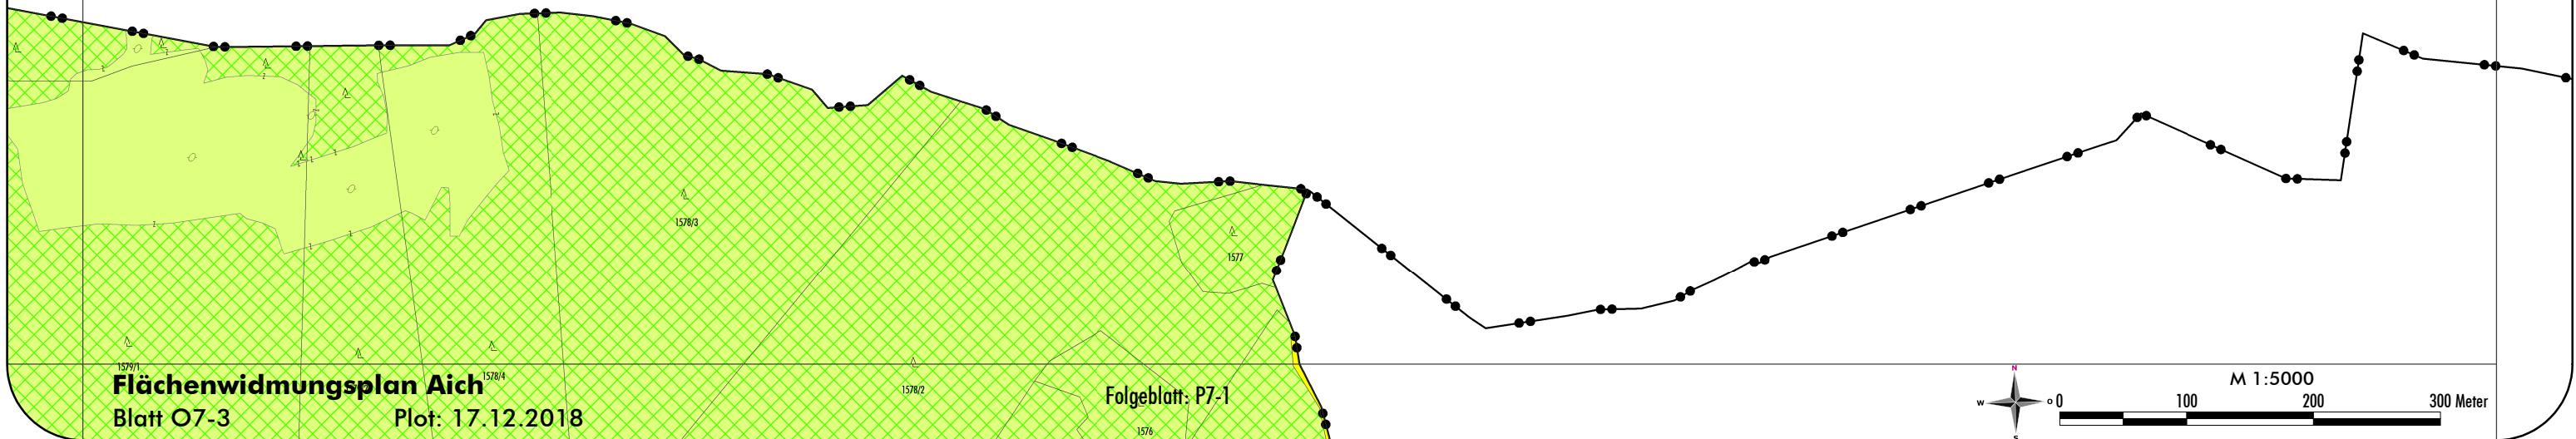 1578/3
1577
1579/1
1578/4
1578/2
1576
Flächenwidmungsplan Aich
Blatt O7-3 Plot: 17.12.2018
Folgeblatt: P7-1
N
W O
S
M 1:5000
0 100 200 300 Meter